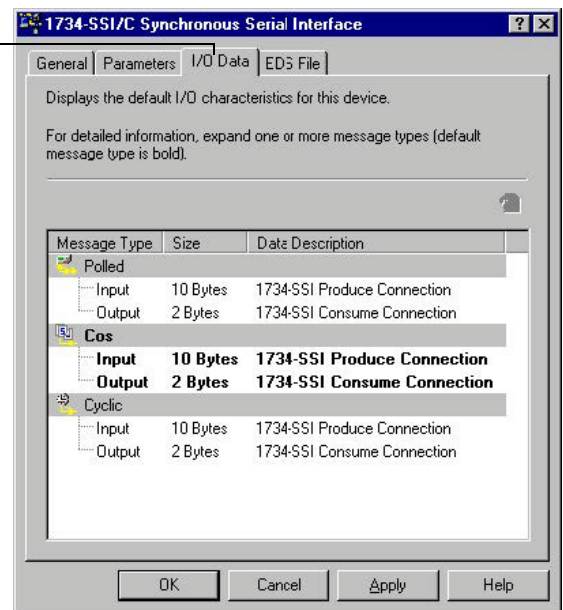 1734-SSI/C Synchronous Serial Interface
General Parameters I/O Data EDS File
Displays the default I/O characteristics for this device.
For detailed information, expand one or more message types (default
message type is bold).
Message Type Size Data Description
Polled
Input 10 Bytes 1734-SSI Produce Connection
Output 2 Bytes 1734-SSI Consume Connection
Cos
Input 10 Bytes 1734-SSI Produce Connection
Output 2 Bytes 1734-SSI Consume Connection
Cyclic
Input 10 Bytes 1734-SSI Produce Connection
Output 2 Bytes 1734-SSI Consume Connection
OK Cancel Apply Help